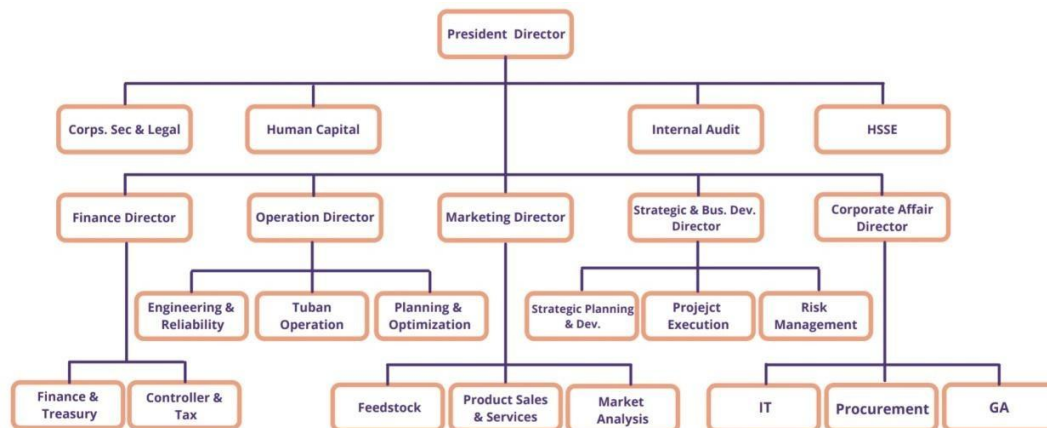 President Director
Corps. Sec & Legal
Human Capital
Internal Audit
HSSE
Finance Director
Operation Director
Marketing Director
Strategic & Bus. Dev.
Director
Corporate Affair
Director
Engineering &
Reliability
Tuban
Operation
Planning &
Optimization
Strategic Planning
& Dev.
Projejct
Execution
Risk
Management
Finance &
Treasury
Controller &
Tax
Feedstock
Product Sales
& Services
Market
Analysis
IT
Procurement
GA